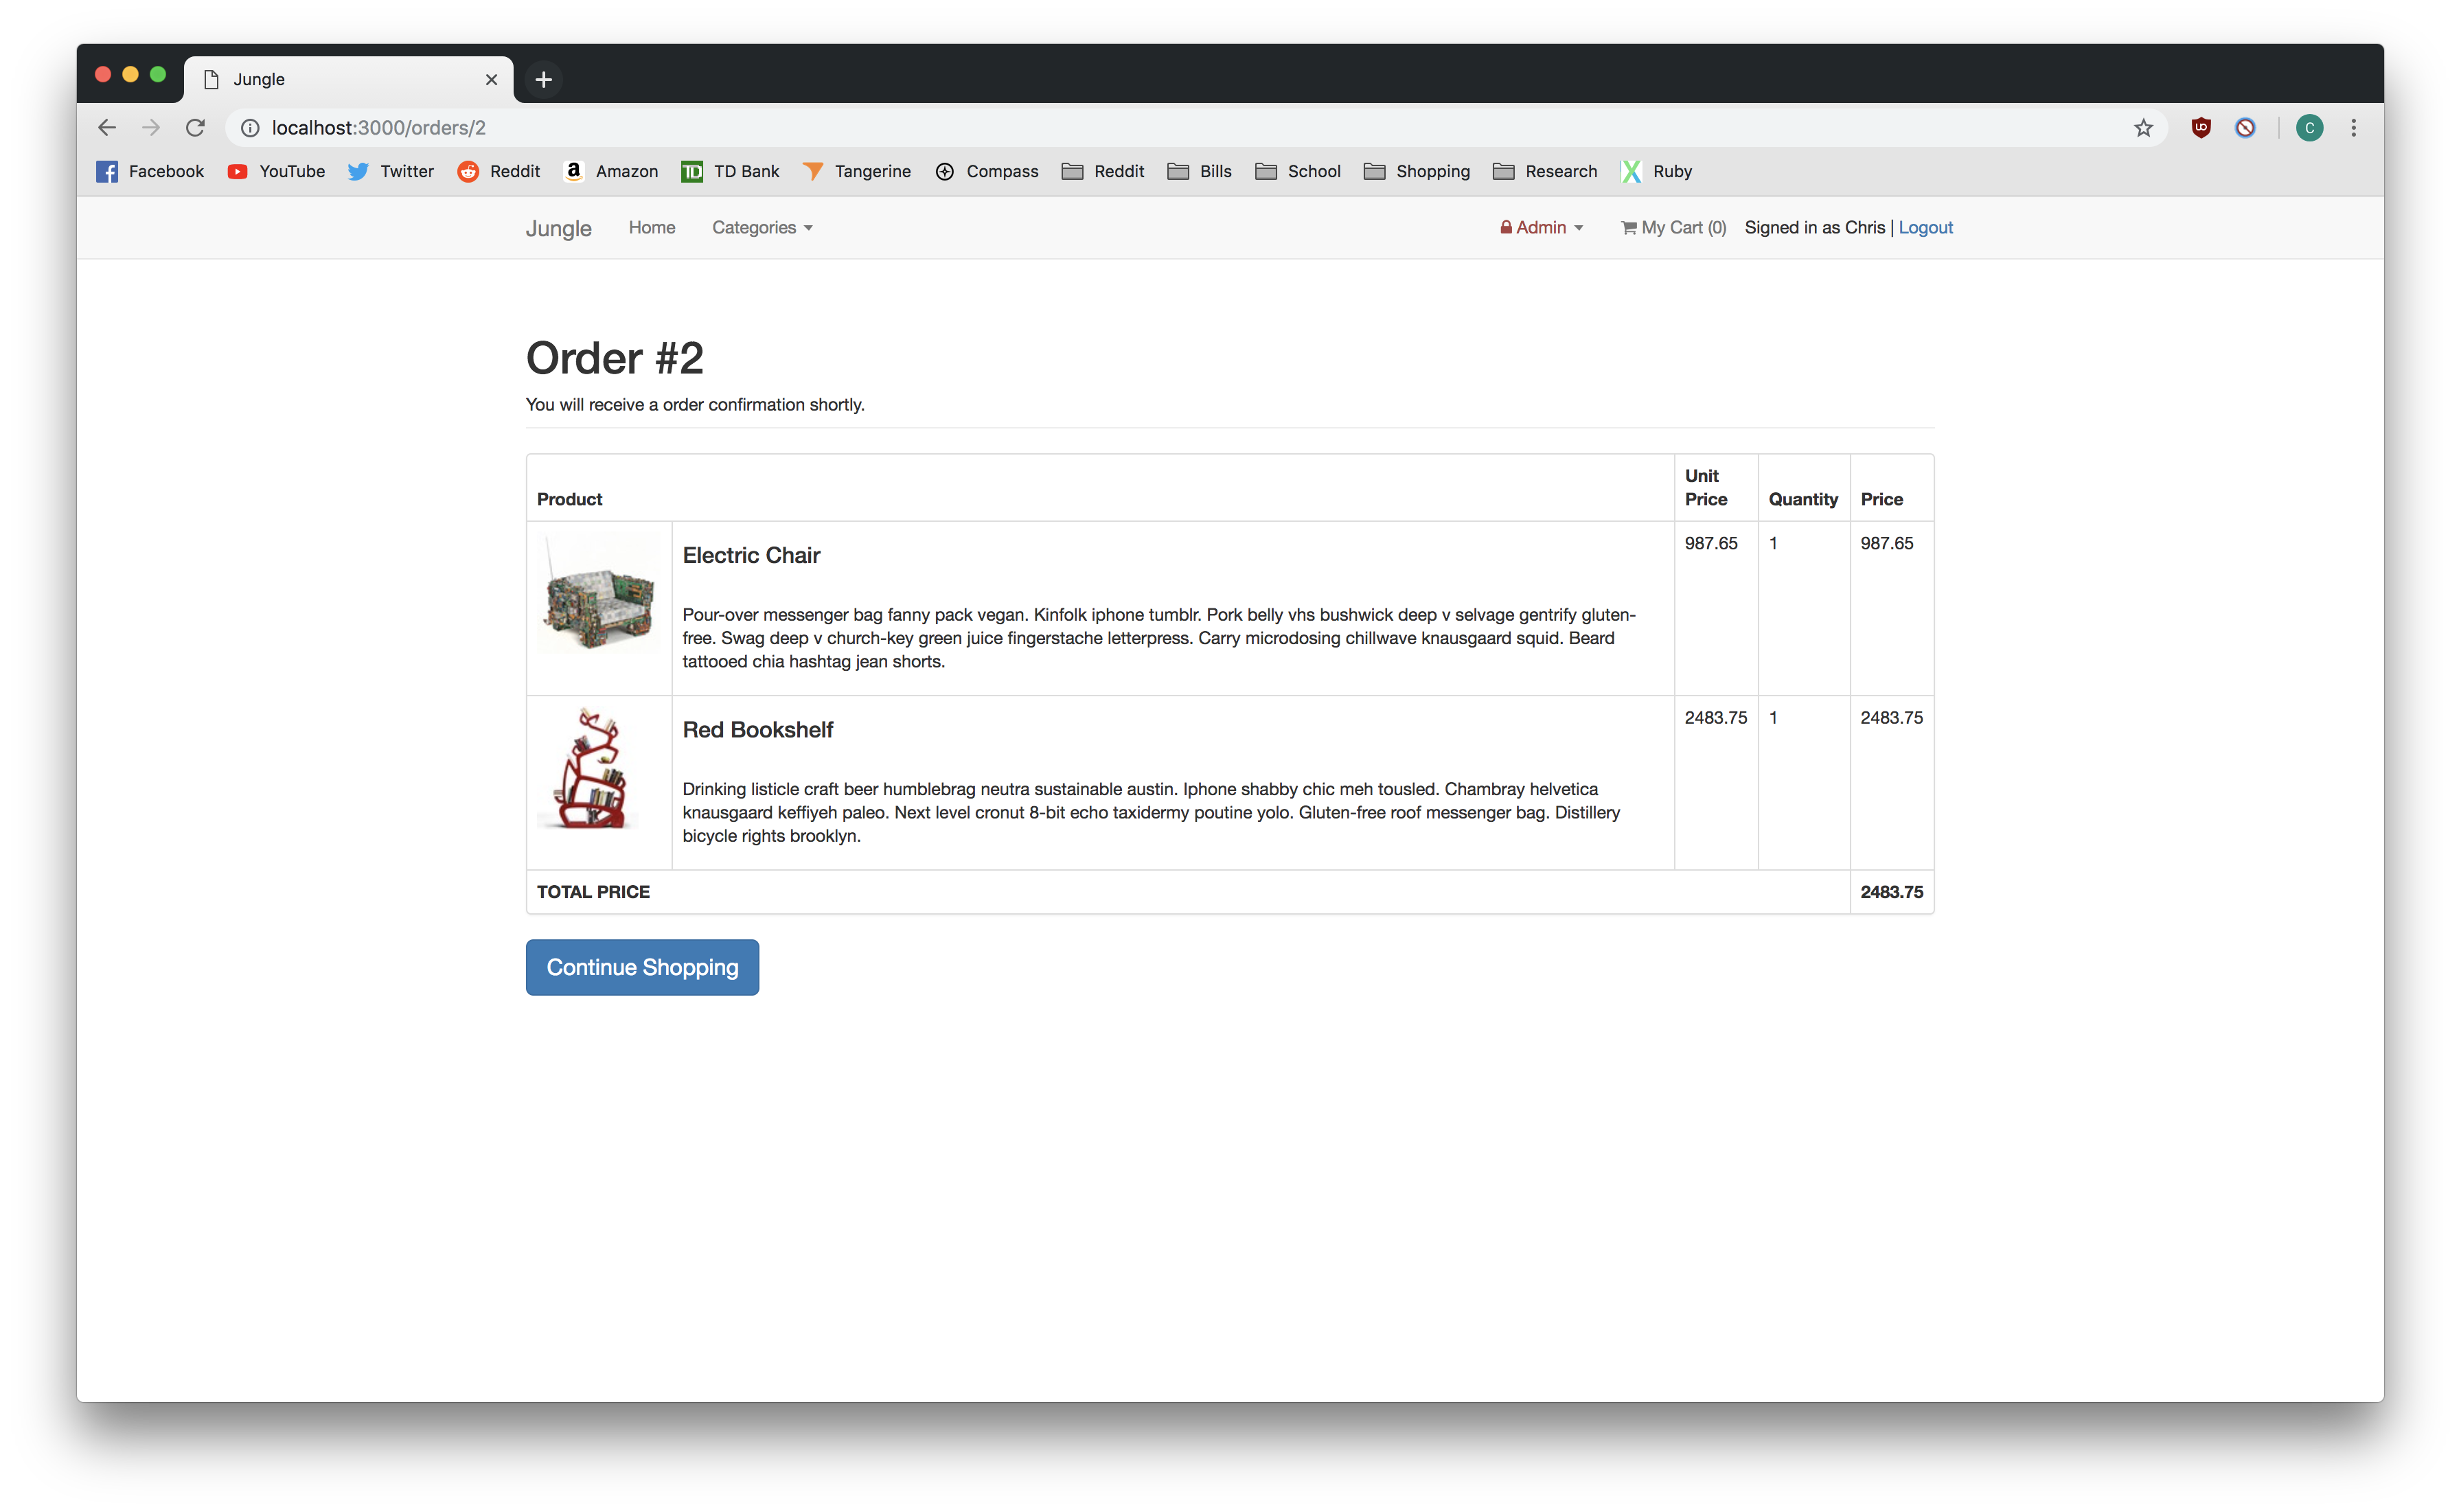 Jungle
localhost:3000/orders/2
C
Facebook YouTube Twitter Reddit Amazon TD Bank Tangerine Compass Reddit Bills School Shopping Research Ruby
Jungle Home Categories Admin My Cart (0) Signed in as Chris | Logout
Order #2
You will receive a order confirmation shortly.
Product Unit Price Quantity Price
Electric Chair 987.65 1 987.65
Pour-over messenger bag fanny pack vegan. Kinfolk iphone tumblr. Pork belly vhs bushwick deep v selvage gentrify gluten-
free. Swag deep v church-key green juice fingerstache letterpress. Carry microdosing chillwave knausgaard squid. Beard
tattooed chia hashtag jean shorts.
Red Bookshelf 2483.75 1 2483.75
Drinking listicle craft beer humblebrag neutra sustainable austin. Iphone shabby chic meh tousled. Chambray helvetica
knausgaard keffiyeh paleo. Next level cronut 8-bit echo taxidermy poutine yolo. Gluten-free roof messenger bag. Distillery
bicycle rights brooklyn.
TOTAL PRICE 2483.75
Continue Shopping